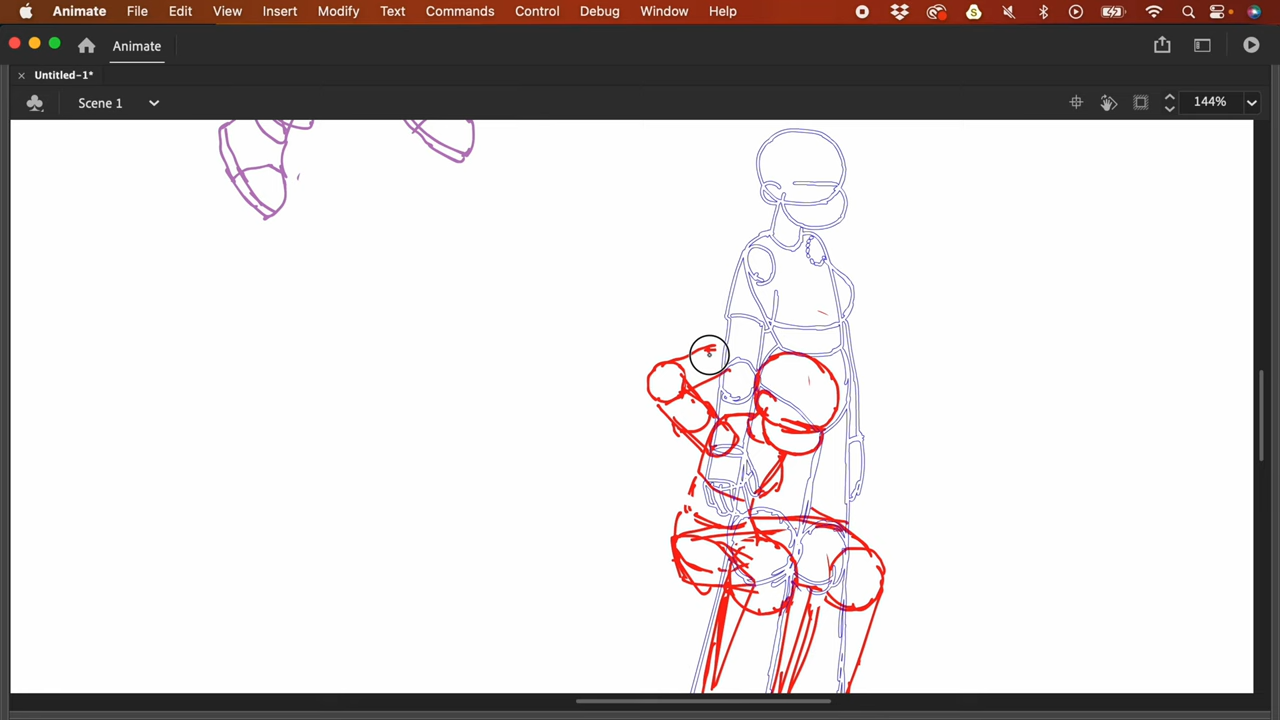 Animate File Edit View Insert Modify Text Commands Control Debug Window Help
Animate
Untitled-1*
Scene 1 144%